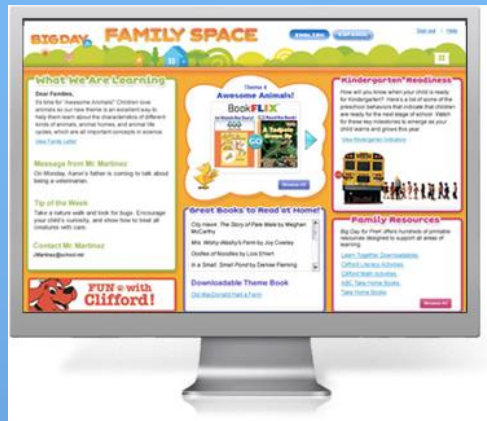 BIG DAY FAMILY SPACE
ENGLISH
ESPAÑOL
Sign out | Help
What We Are Learning
Dear Families,
It's time for "Awesome Animals!" Children love
animals so our new theme is an excellent way to
help them learn about the characteristics of different
kinds of animals, animal homes, and animal life
cycles, which are all important concepts in science.
View Family Letter
Message from Mr. Martinez
On Monday, Aaron's father is coming to talk about
being a veterinarian.
Tip of the Week
Take a nature walk and look for bugs. Encourage
your child's curiosity, and show how to treat all
creatures with care.
Contact Mr. Martinez
JMartinez@school.net
FUN with
Clifford!
Theme 4
Awesome Animals!
BookFLIX
GO
A Tadpole
Grows Up
Browse All
Great Books to Read at Home!
City Hawk: The Story of Pale Male by Meghan
McCarthy
Mrs. Wishy-Washy's Farm by Joy Cowley
Oodles of Noodles by Lois Ehlert
In a Small, Small Pond by Denise Fleming
Downloadable Theme Book
Old MacDonald Had a Farm
Kindergarten Readiness
How will you know when your child is ready
for Kindergarten? Here's a list of some of the
preschool behaviors that indicate that children
are ready for the next stage of school. Watch
for these key milestones to emerge as your
child learns and grows this year.
View Kindergarten Indicators
Family Resources
Big Day for PreK offers hundreds of printable
resources designed to support all areas of
learning.
Learn Together Downloadables
Clifford Literacy Activities
Clifford Math Activities
ABC Take Home Books
Take Home Books
Browse All